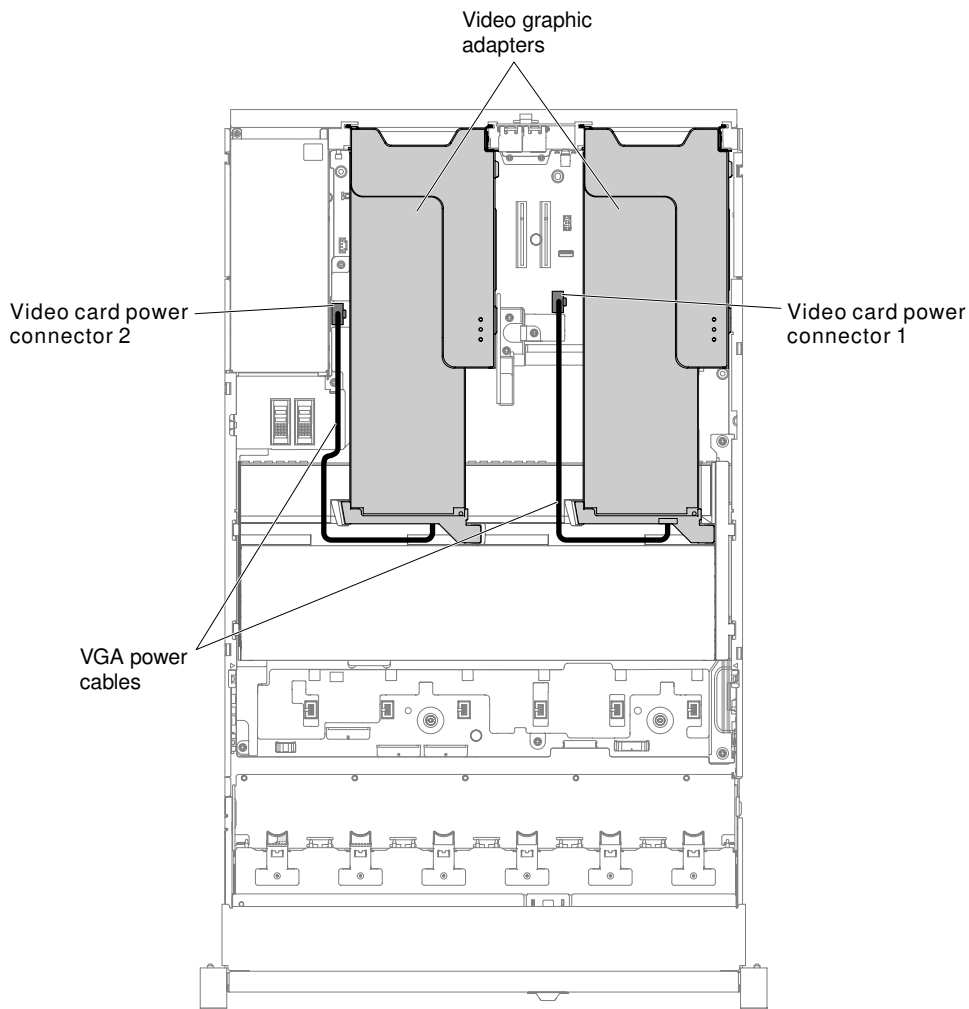 Video graphic
adapters
Video card power
connector 2
Video card power
connector 1
VGA power
cables